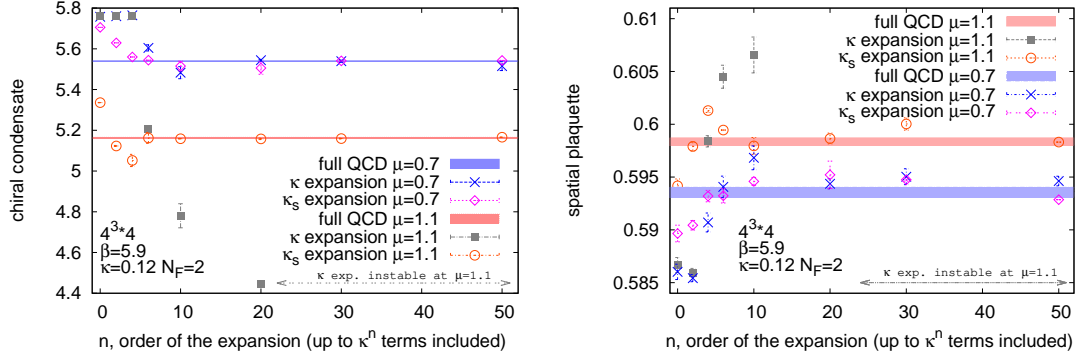 chiral condensate
5.8
5.6
5.4
5.2
5
4.8
4.6
4.4
full QCD μ=0.7
κ expansion μ=0.7
κs expansion μ=0.7
full QCD μ=1.1
κ expansion μ=1.1
κs expansion μ=1.1
4³*4
β=5.9
κ=0.12 NF=2
κ exp. instable at μ=1.1
0 10 20 30 40 50
n, order of the expansion (up to κⁿ terms included)
spatial plaquette
0.61
0.605
0.6
0.595
0.59
0.585
full QCD μ=1.1
κ expansion μ=1.1
κs expansion μ=1.1
full QCD μ=0.7
κ expansion μ=0.7
κs expansion μ=0.7
4³*4
β=5.9
κ=0.12 NF=2
κ exp. instable at μ=1.1
0 10 20 30 40 50
n, order of the expansion (up to κⁿ terms included)